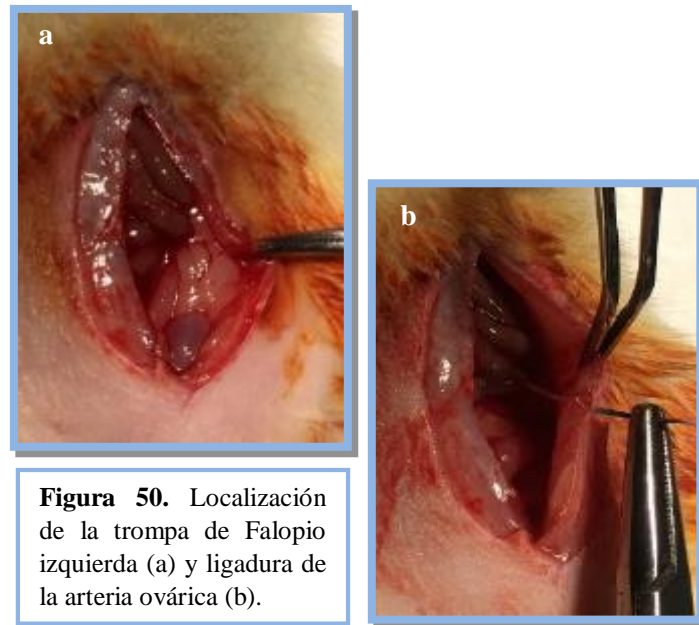 a
b
Figura 50. Localización
de la trompa de Falopio
izquierda (a) y ligadura de
la arteria ovárica (b).